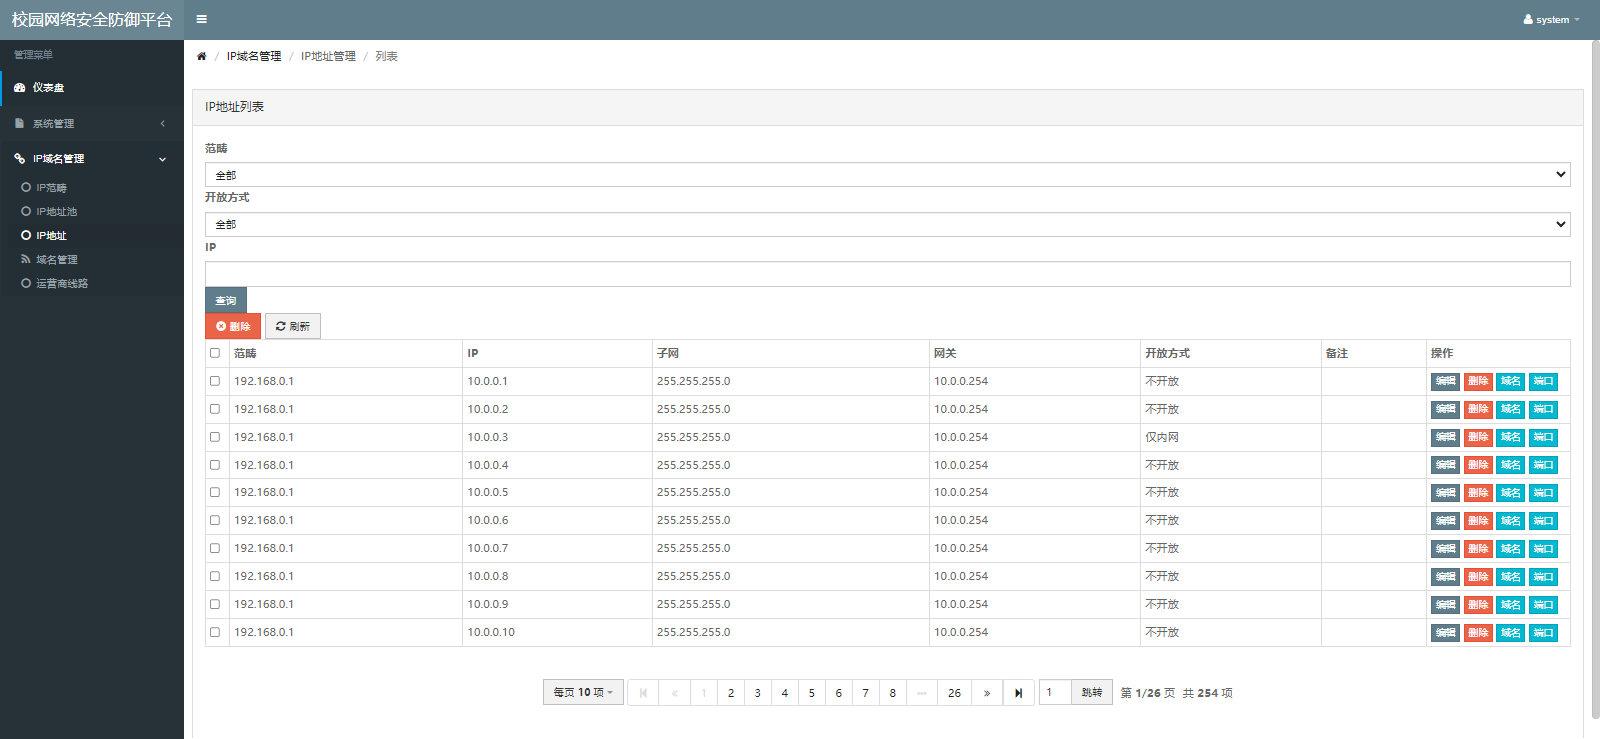 校园网络安全防御平台
system
管理菜单
仪表盘
系统管理
IP域名管理
IP范畴
IP地址池
IP地址
域名管理
运营商线路
/ IP域名管理 / IP地址管理 / 列表
IP地址列表
范畴
全部
开放方式
全部
IP
查询
删除 刷新
范畴 IP 子网 网关 开放方式 备注 操作
192.168.0.1 10.0.0.1 255.255.255.0 10.0.0.254 不开放 编辑 删除 域名 端口
192.168.0.1 10.0.0.2 255.255.255.0 10.0.0.254 不开放 编辑 删除 域名 端口
192.168.0.1 10.0.0.3 255.255.255.0 10.0.0.254 仅内网 编辑 删除 域名 端口
192.168.0.1 10.0.0.4 255.255.255.0 10.0.0.254 不开放 编辑 删除 域名 端口
192.168.0.1 10.0.0.5 255.255.255.0 10.0.0.254 不开放 编辑 删除 域名 端口
192.168.0.1 10.0.0.6 255.255.255.0 10.0.0.254 不开放 编辑 删除 域名 端口
192.168.0.1 10.0.0.7 255.255.255.0 10.0.0.254 不开放 编辑 删除 域名 端口
192.168.0.1 10.0.0.8 255.255.255.0 10.0.0.254 不开放 编辑 删除 域名 端口
192.168.0.1 10.0.0.9 255.255.255.0 10.0.0.254 不开放 编辑 删除 域名 端口
192.168.0.1 10.0.0.10 255.255.255.0 10.0.0.254 不开放 编辑 删除 域名 端口
每页 10 项 « 1 2 3 4 5 6 7 8 ··· 26 » 1 跳转 第 1/26 页 共 254 项